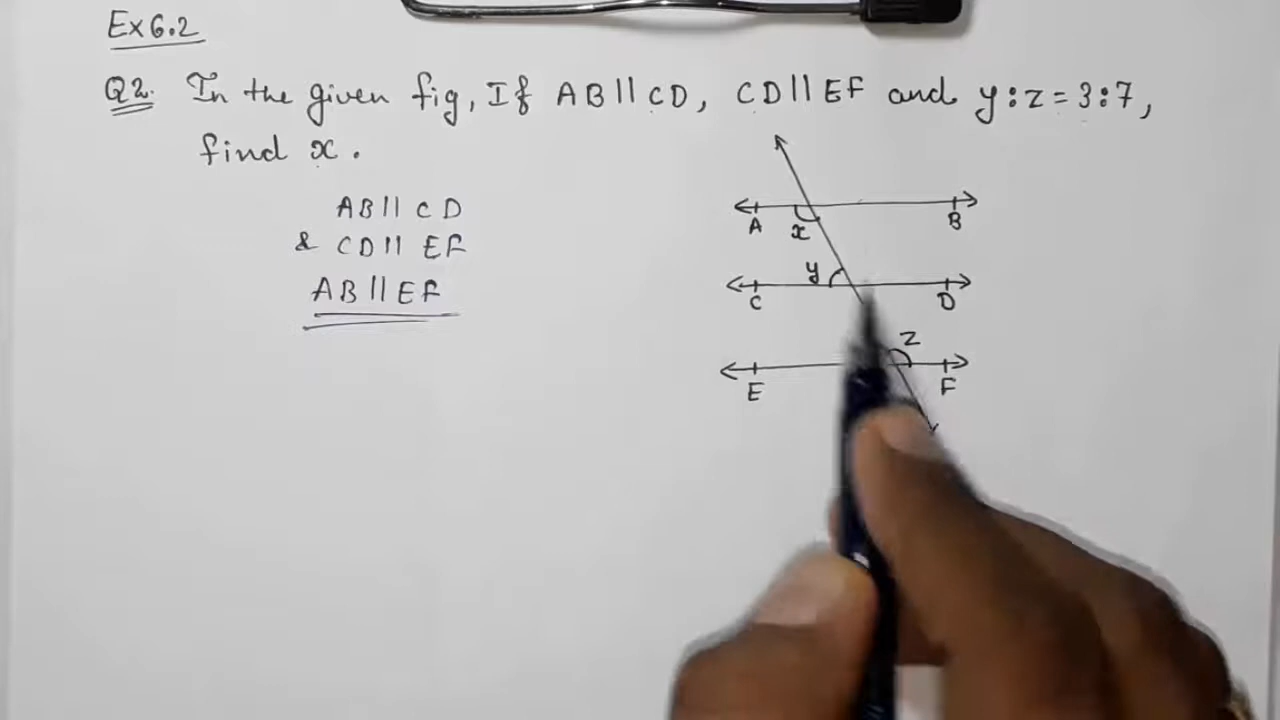 Ex 6.2
Q2. In the given fig, If AB || CD, CD || EF and y : z = 3 : 7,
find x.
AB || CD
& CD || EF
AB || EF
A B
x
y
C D
z
E F